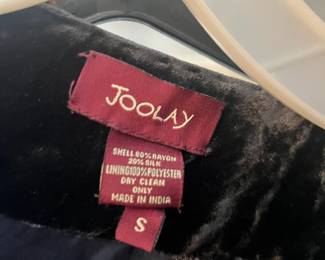 JOOLAY
SHELL 80% RAYON
20% SILK
LINING100%POLYESTER
DRY CLEAN
ONLY
MADE IN INDIA
S